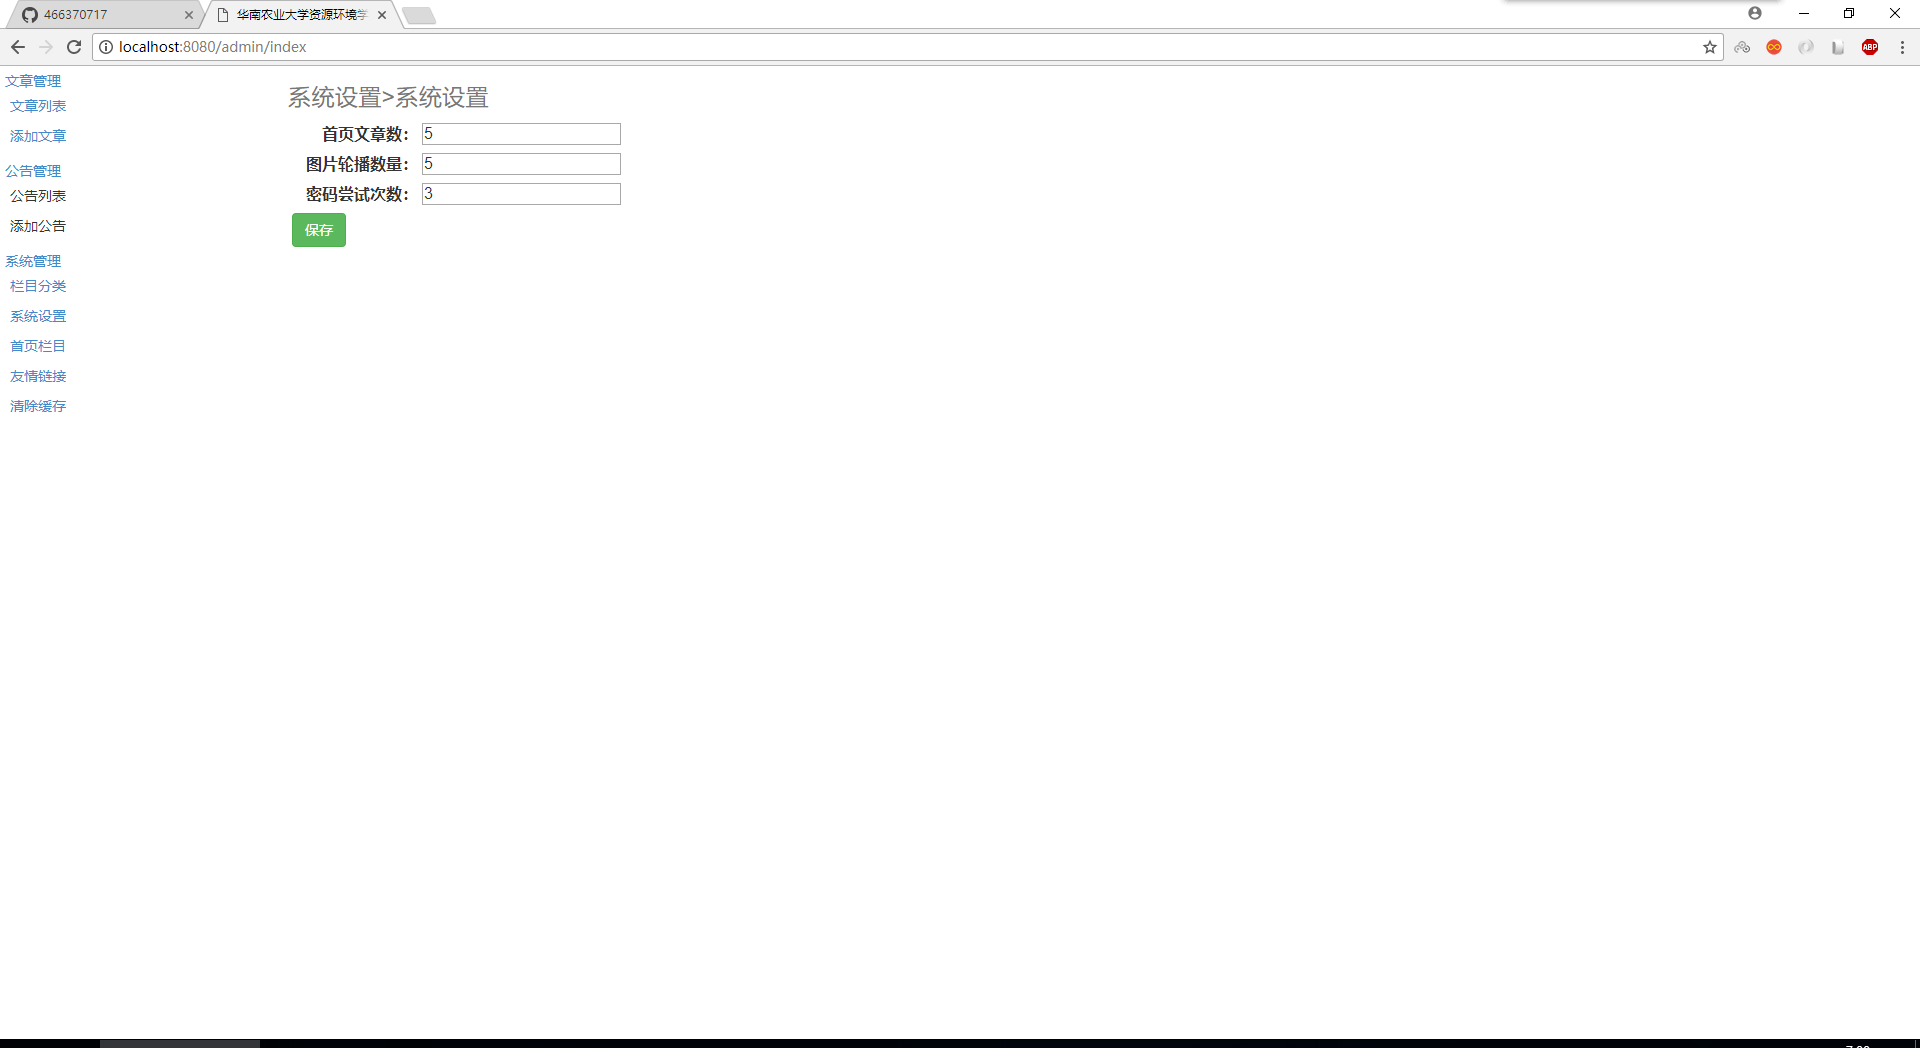 466370717
华南农业大学资源环境学
localhost:8080/admin/index
ABP
文章管理
文章列表
添加文章
公告管理
公告列表
添加公告
系统管理
栏目分类
系统设置
首页栏目
友情链接
清除缓存
系统设置>系统设置
首页文章数： 5
图片轮播数量： 5
密码尝试次数： 3
保存